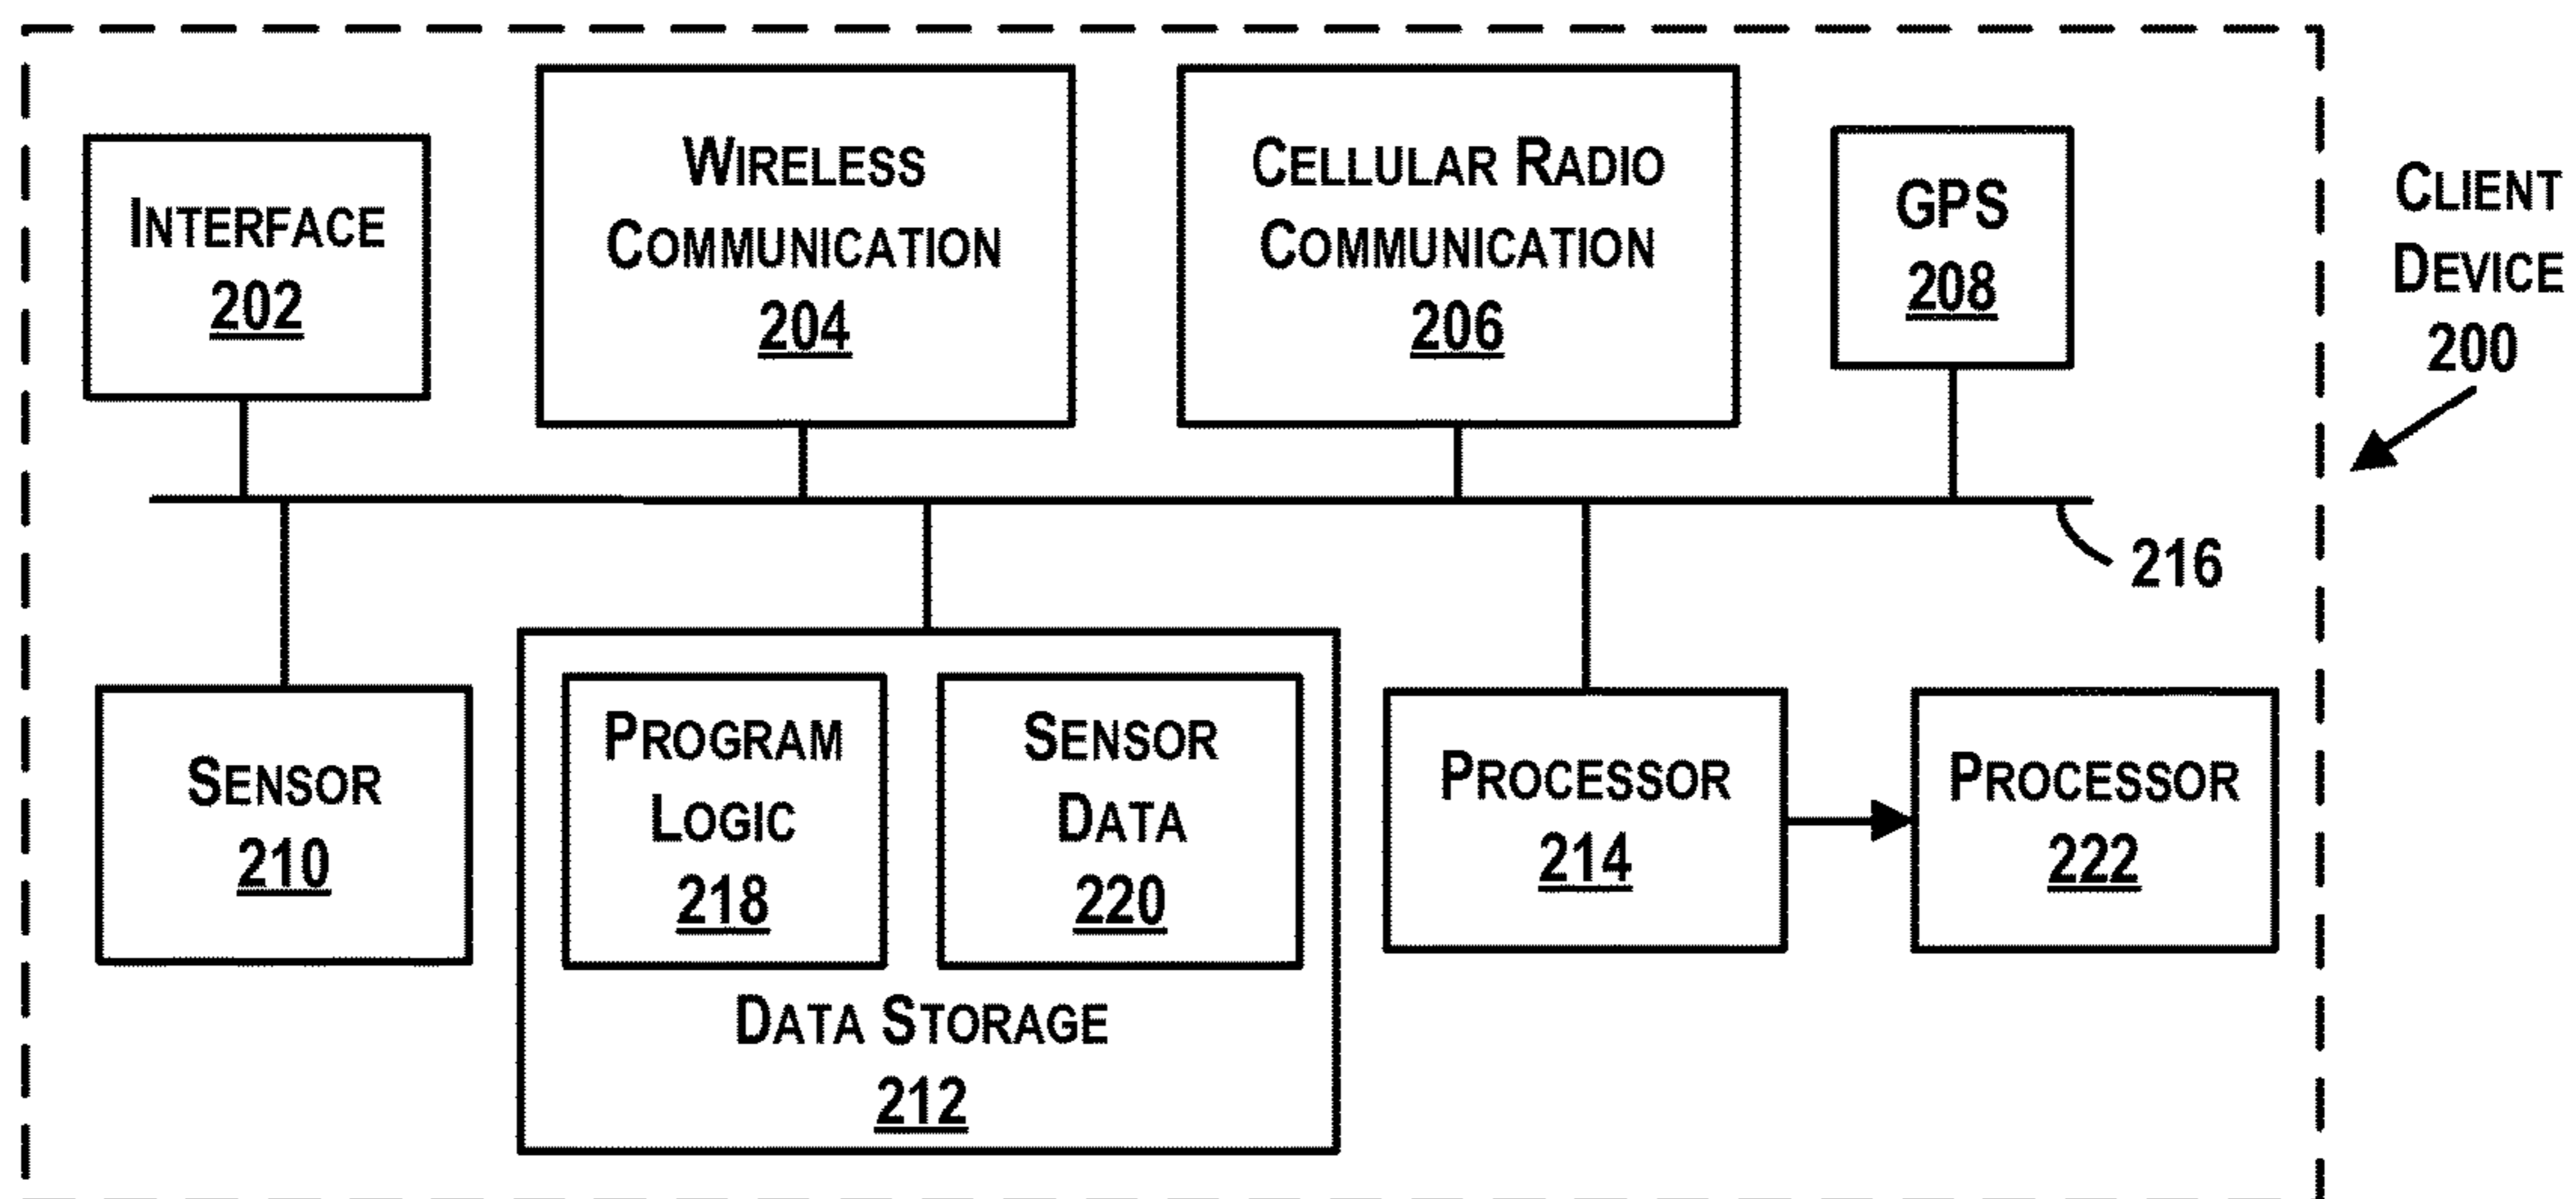 INTERFACE
202
WIRELESS
COMMUNICATION
204
CELLULAR RADIO
COMMUNICATION
206
GPS
208
CLIENT
DEVICE
200
216
SENSOR
210
PROGRAM
LOGIC
218
SENSOR
DATA
220
DATA STORAGE
212
PROCESSOR
214
PROCESSOR
222